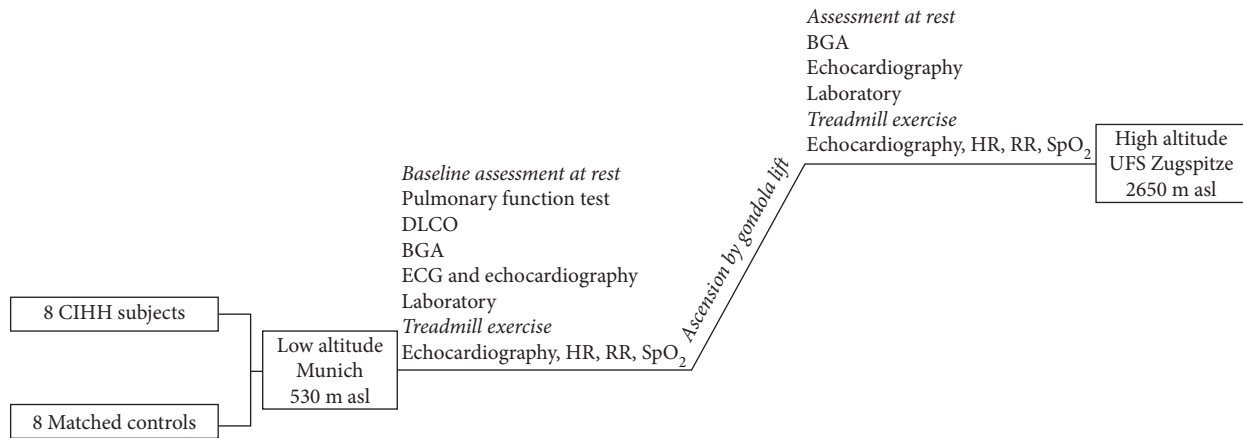 8 CIHH subjects
8 Matched controls
Low altitude
Munich
530 m asl
Baseline assessment at rest
Pulmonary function test
DLCO
BGA
ECG and echocardiography
Laboratory
Treadmill exercise
Echocardiography, HR, RR, SpO₂
Ascension by gondola lift
Assessment at rest
BGA
Echocardiography
Laboratory
Treadmill exercise
Echocardiography, HR, RR, SpO₂
High altitude
UFS Zugspitze
2650 m asl